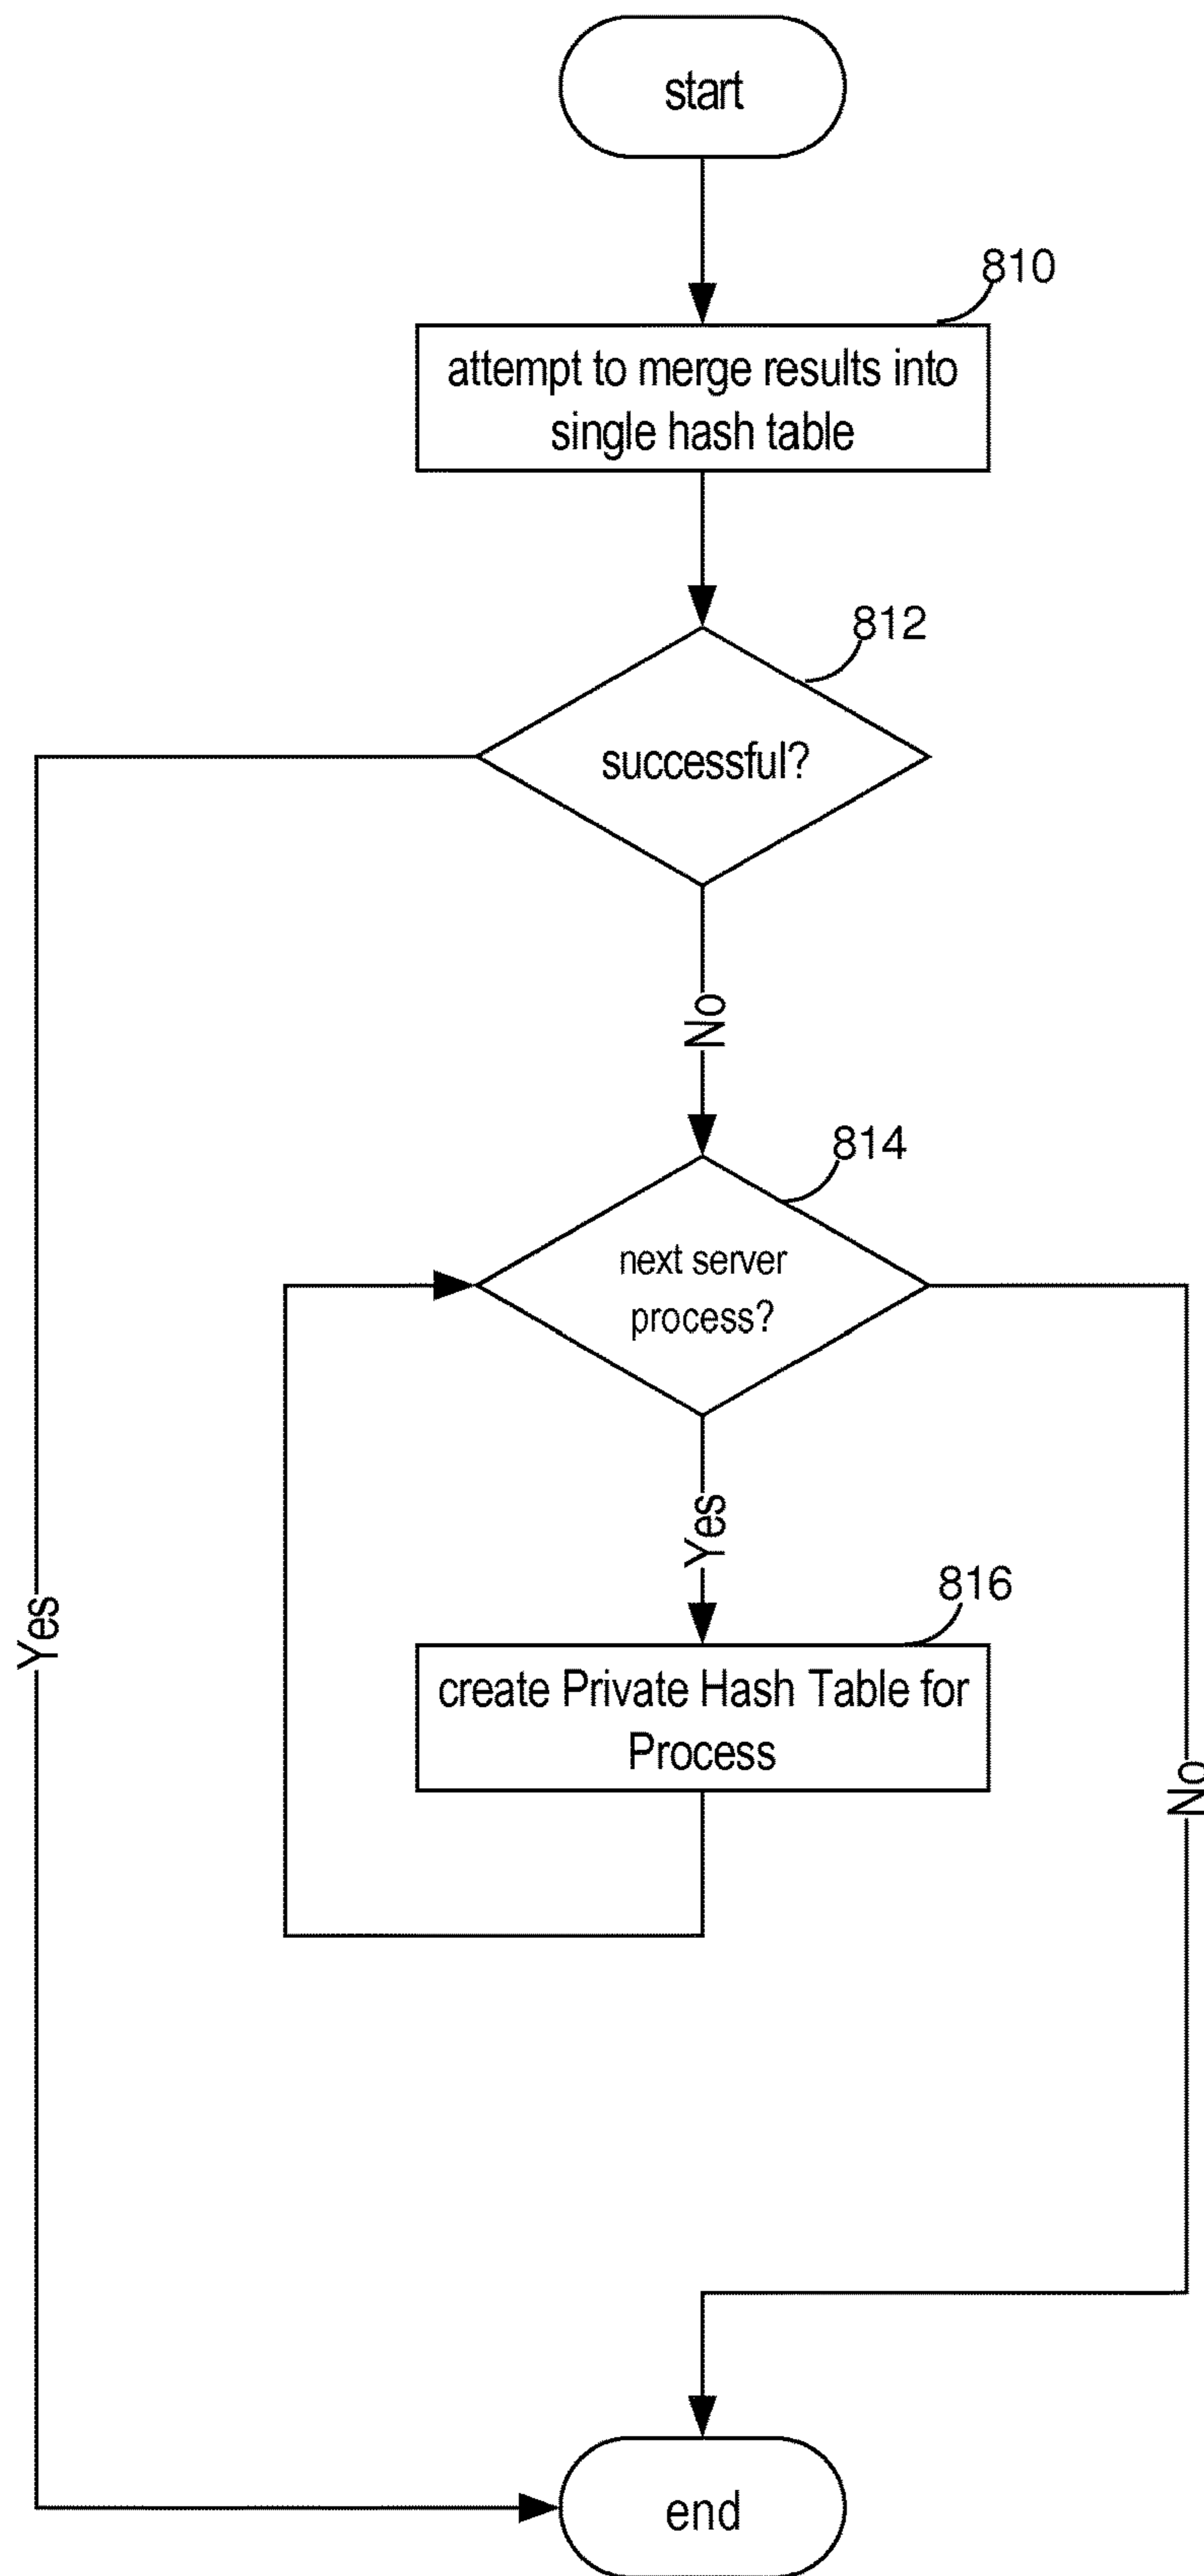 start
810
attempt to merge results into
single hash table
812
successful?
No
814
next server
process?
Yes
816
create Private Hash Table for
Process
Yes
No
end